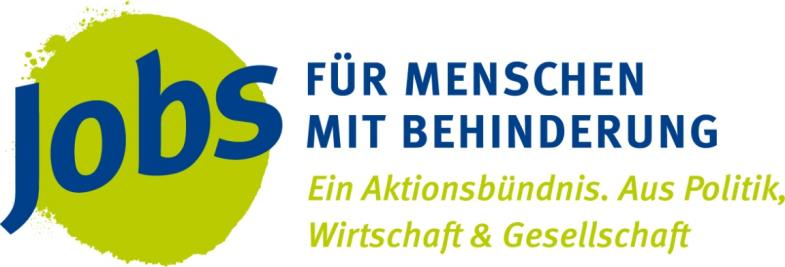 Jobs
FÜR MENSCHEN
MIT BEHINDERUNG
Ein Aktionsbündnis. Aus Politik,
Wirtschaft & Gesellschaft